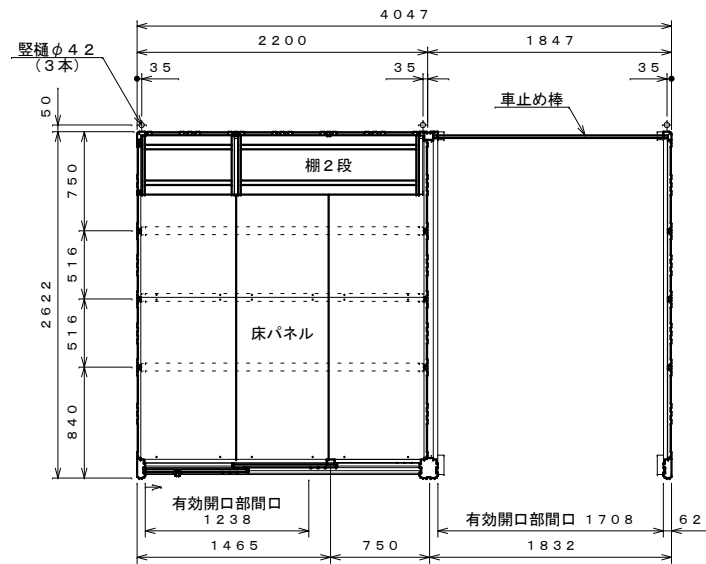 4047
2200
1847
竪樋φ42
(3本)
35
35
35
50
車止め棒
棚2段
750
516
2622
516
床パネル
840
有効開口部間口
1238
有効開口部間口 1708
62
1465
750
1832